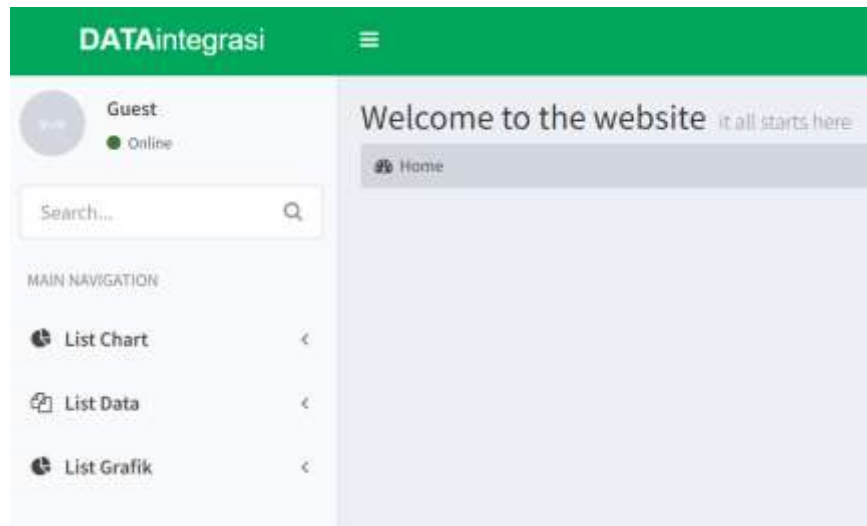 DATAintegrasi
Guest
Online
Search...
MAIN NAVIGATION
List Chart
List Data
List Grafik
Welcome to the website it all starts here
Home